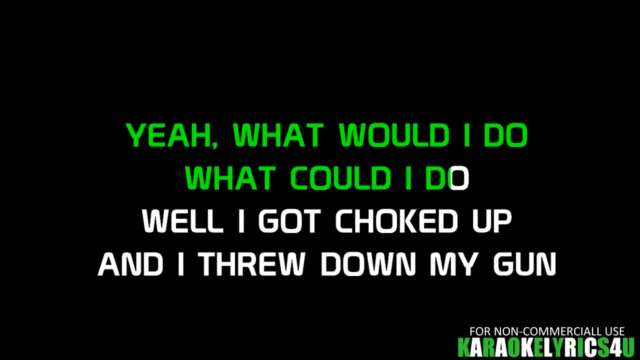 YEAH, WHAT WOULD I DO
WHAT COULD I DO
WELL I GOT CHOKED UP
AND I THREW DOWN MY GUN
FOR NON-COMMERCIALL USE
KARAOKELYRICS4U